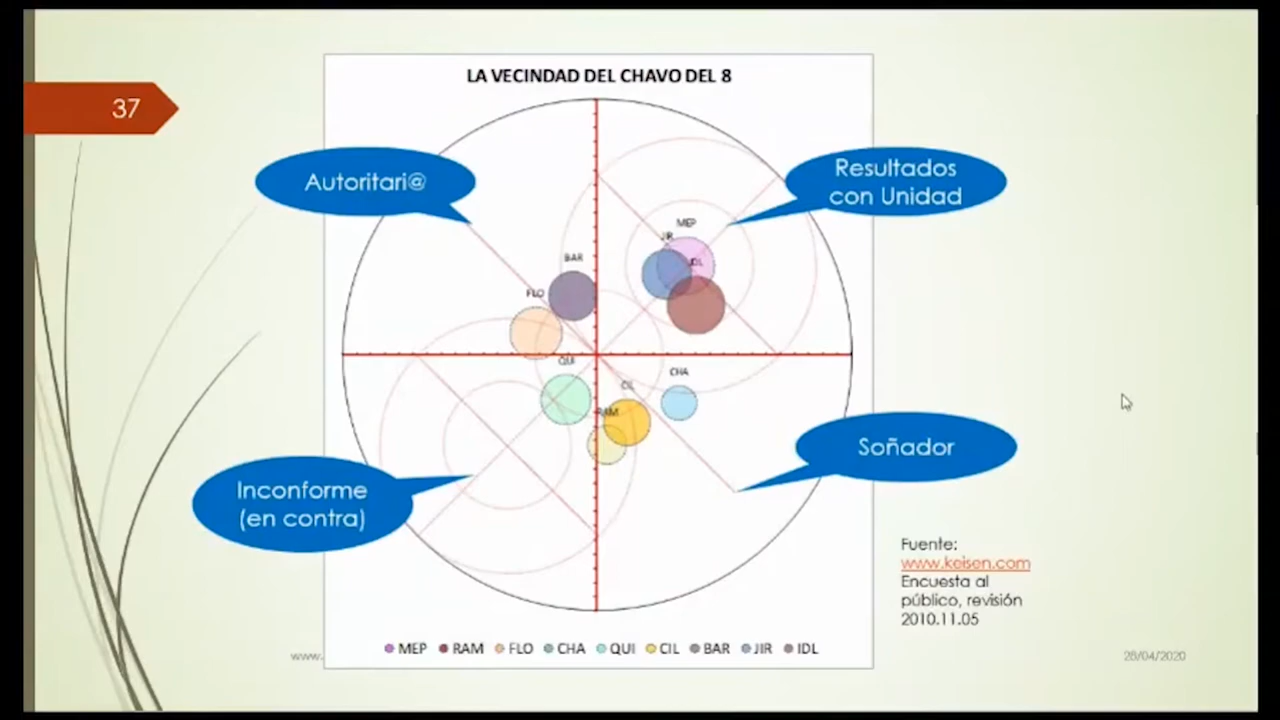 37
LA VECINDAD DEL CHAVO DEL 8
Autoritari@
Resultados
con Unidad
MEP
JIR
IDL
BAR
FLO
QUI
CIL
CHA
RAM
Soñador
Inconforme
(en contra)
Fuente:
www.keisen.com
Encuesta al
público, revisión
2010.11.05
MEP RAM FLO CHA QUI CIL BAR JIR IDL
www.
28/04/2020